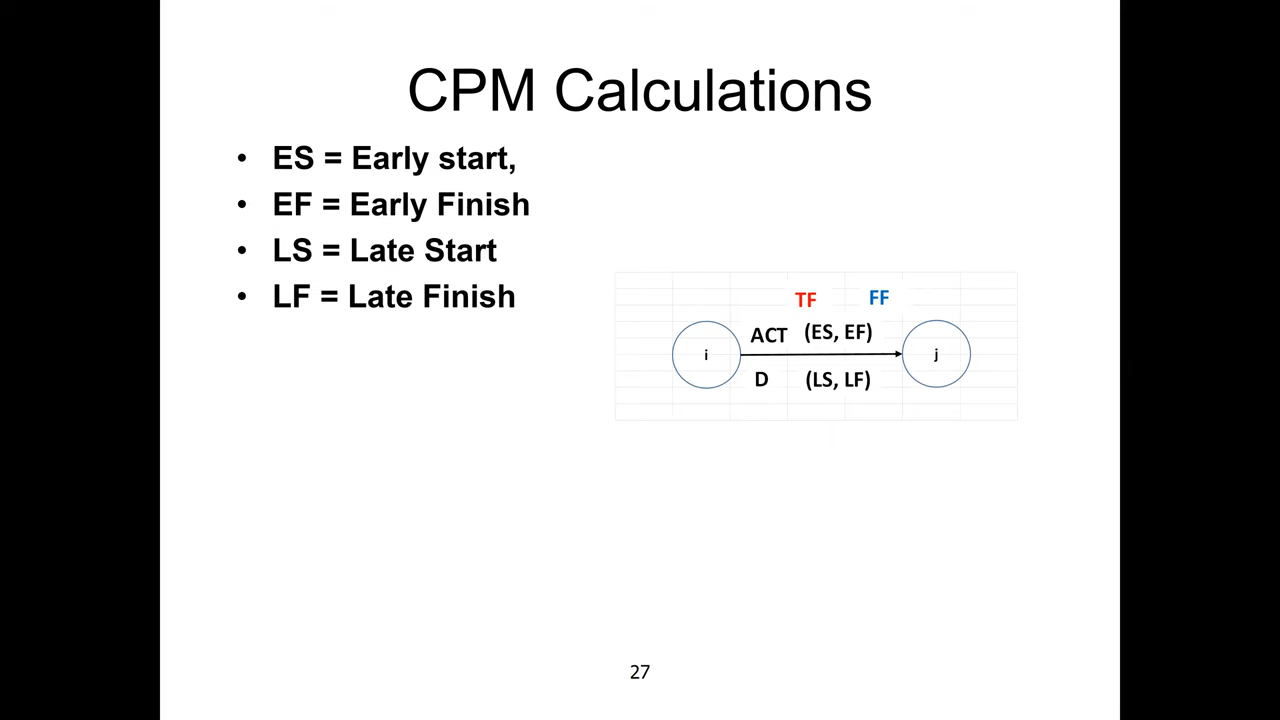 CPM Calculations
• ES = Early start,
• EF = Early Finish
• LS = Late Start
• LF = Late Finish
TF FF
ACT (ES, EF)
i j
D (LS, LF)
27